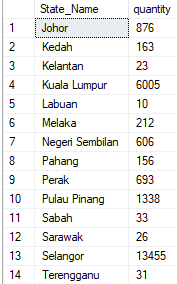 State_Name quantity
1 Johor 876
2 Kedah 163
3 Kelantan 23
4 Kuala Lumpur 6005
5 Labuan 10
6 Melaka 212
7 Negeri Sembilan 606
8 Pahang 156
9 Perak 693
10 Pulau Pinang 1338
11 Sabah 33
12 Sarawak 26
13 Selangor 13455
14 Terengganu 31